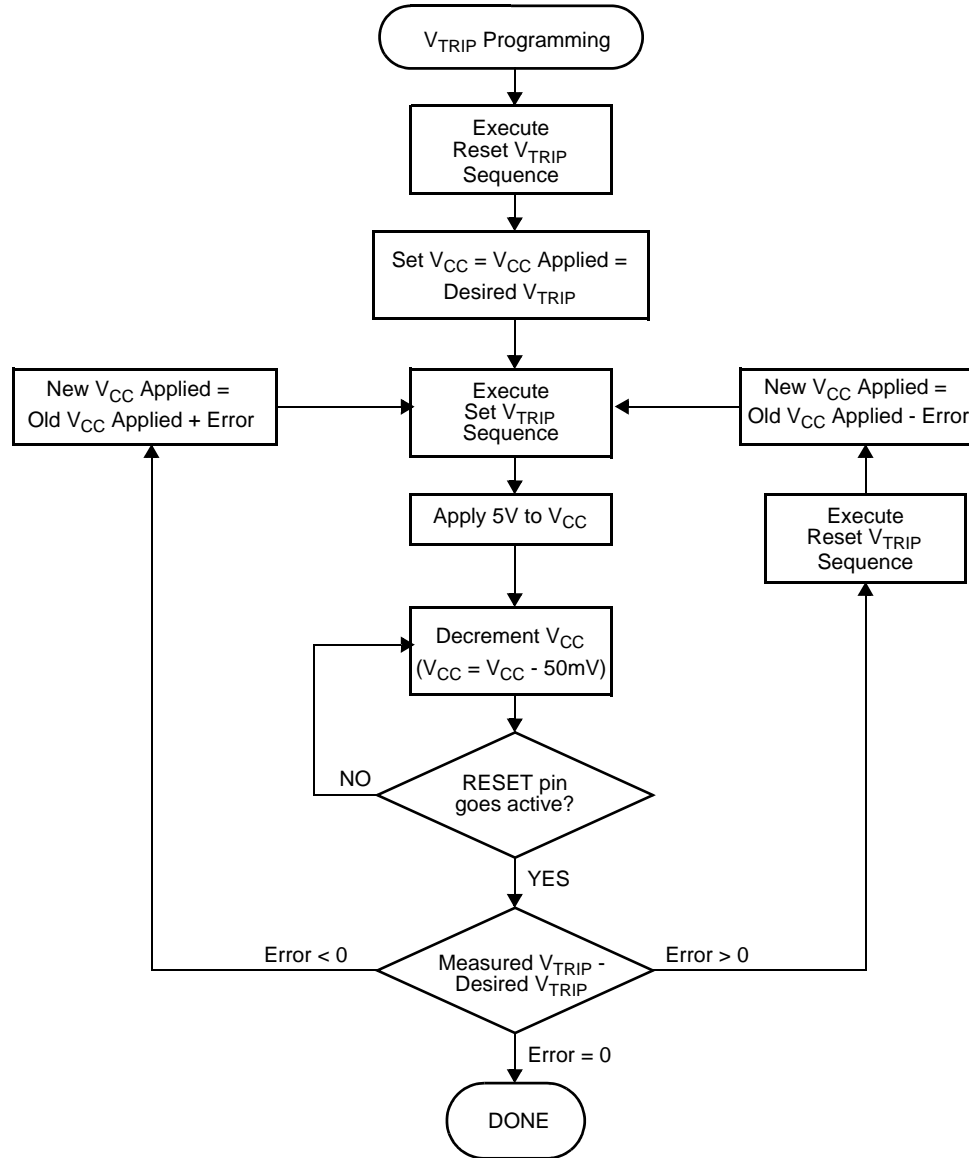 VTRIP Programming
Execute
Reset VTRIP
Sequence
Set VCC = VCC Applied =
Desired VTRIP
New VCC Applied =
Old VCC Applied + Error
Execute
Set VTRIP
Sequence
New VCC Applied =
Old VCC Applied - Error
Apply 5V to VCC
Execute
Reset VTRIP
Sequence
Decrement VCC
(VCC = VCC - 50mV)
NO
RESET pin
goes active?
YES
Error < 0
Measured VTRIP -
Desired VTRIP
Error > 0
Error = 0
DONE